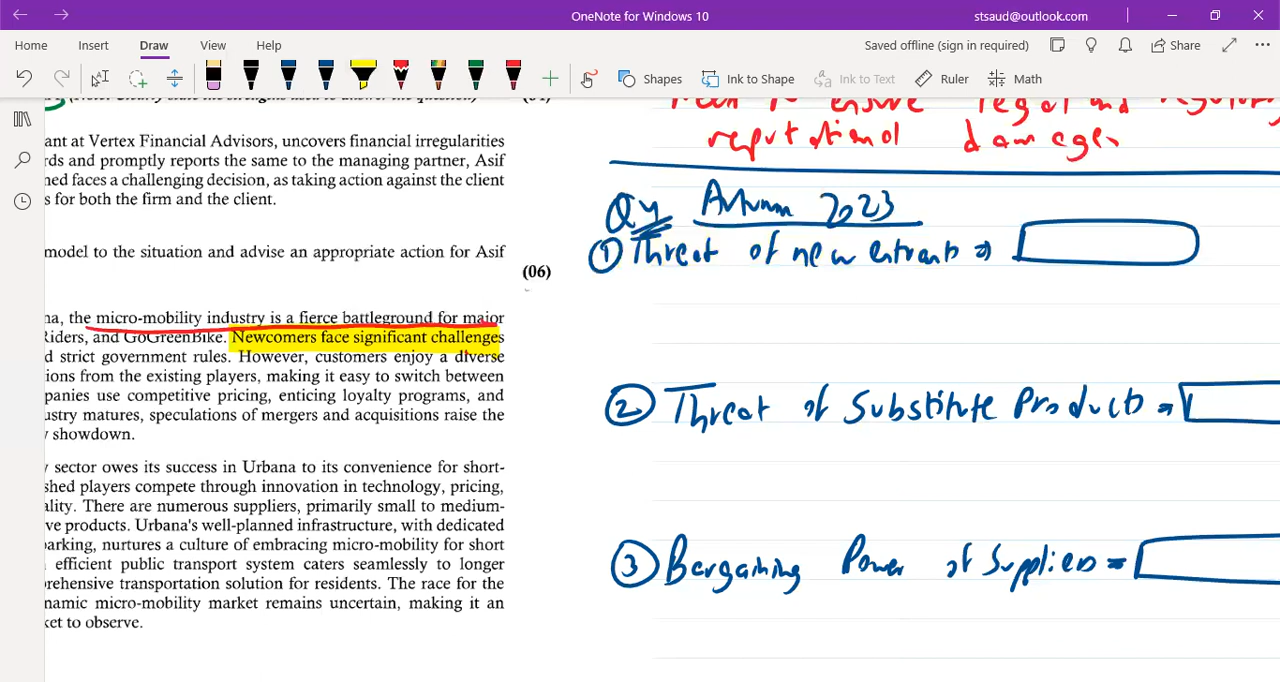 OneNote for Windows 10
stsaud@outlook.com
Home Insert Draw View Help
Saved offline (sign in required)
Share
Shapes
Ink to Shape
Ink to Text
Ruler
Math
ant at Vertex Financial Advisors, uncovers financial irregularities
rds and promptly reports the same to the managing partner, Asif
ned faces a challenging decision, as taking action against the client
s for both the firm and the client.
model to the situation and advise an appropriate action for Asif
(06)
na, the micro-mobility industry is a fierce battleground for major
Riders, and GoGreenBike. Newcomers face significant challenges
d strict government rules. However, customers enjoy a diverse
ions from the existing players, making it easy to switch between
panies use competitive pricing, enticing loyalty programs, and
ustry matures, speculations of mergers and acquisitions raise the
y showdown.
y sector owes its success in Urbana to its convenience for short-
shed players compete through innovation in technology, pricing,
ality. There are numerous suppliers, primarily small to medium-
ve products. Urbana's well-planned infrastructure, with dedicated
parking, nurtures a culture of embracing micro-mobility for short
efficient public transport system caters seamlessly to longer
rehensive transportation solution for residents. The race for the
namic micro-mobility market remains uncertain, making it an
ket to observe.
ensure legal and
reputational damages
Q4 Autumn 2023
① Threat of new entrants ⇒
② Threat of Substitute Products ⇒
③ Bargaining Power of Suppliers ⇒